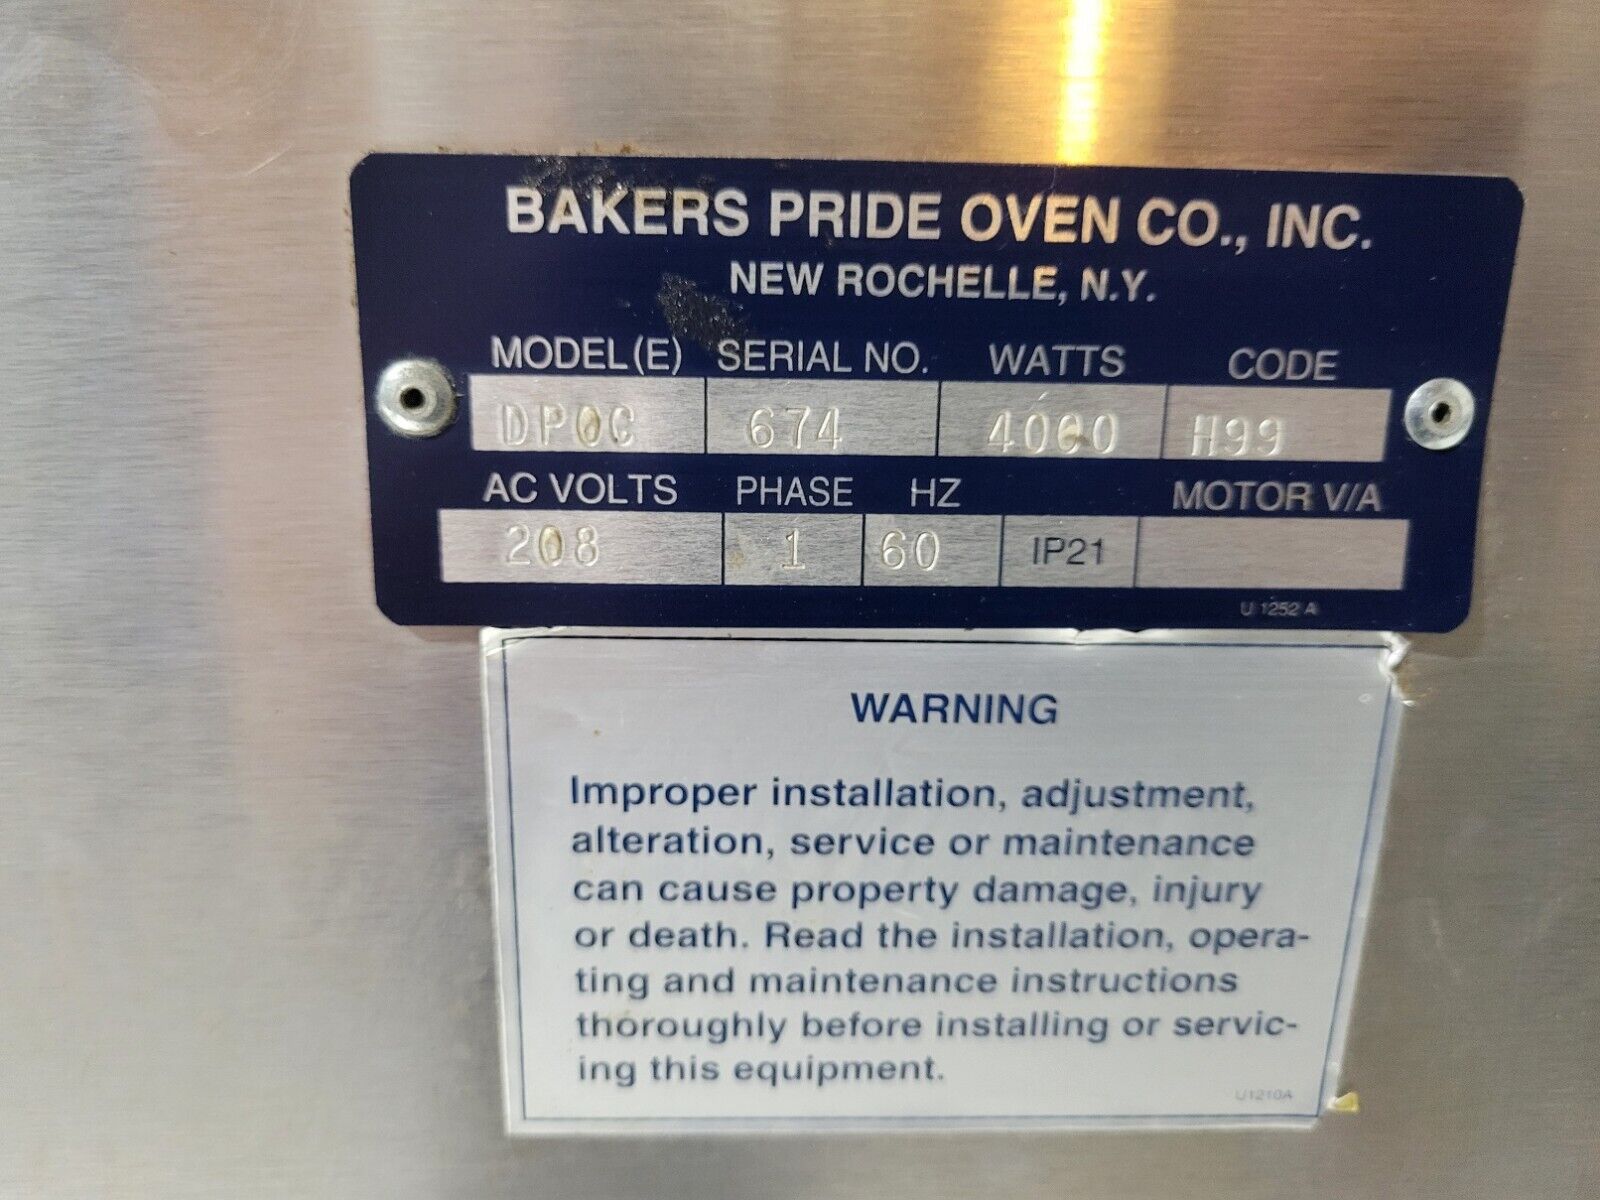 BAKERS PRIDE OVEN CO., INC.
NEW ROCHELLE, N.Y.
MODEL(E) SERIAL NO. WATTS CODE
DP0C 674 4000 H99
AC VOLTS PHASE HZ MOTOR V/A
208 1 60 IP21
U 1252 A
WARNING
Improper installation, adjustment,
alteration, service or maintenance
can cause property damage, injury
or death. Read the installation, opera-
ting and maintenance instructions
thoroughly before installing or servic-
ing this equipment.
U1210A